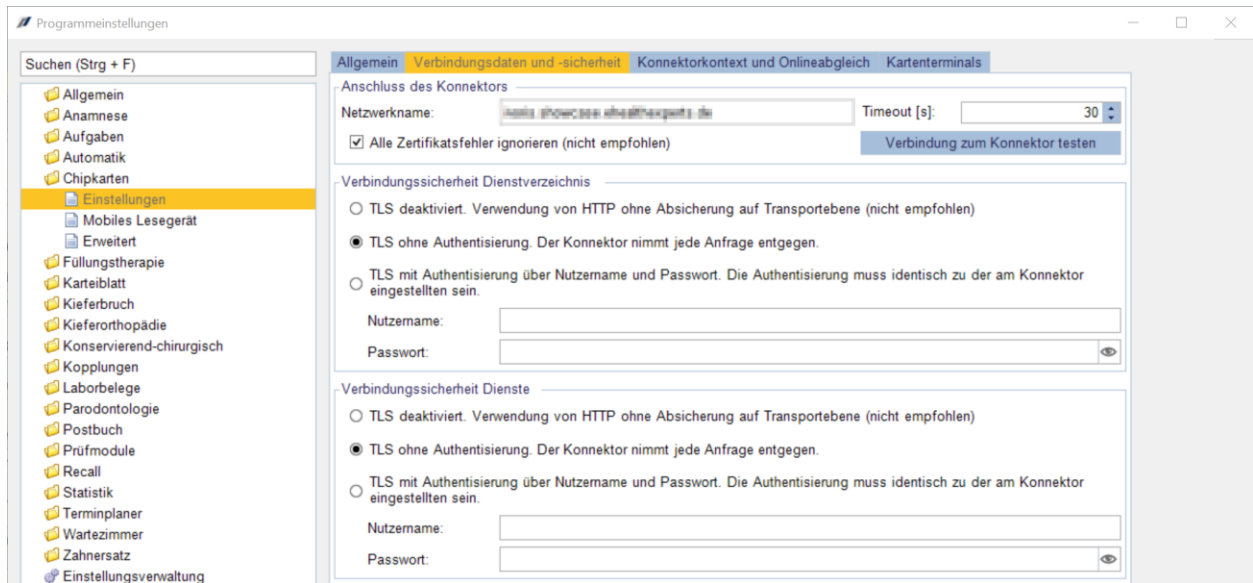 Programmeinstellungen
Suchen (Strg + F)
Allgemein
Anamnese
Aufgaben
Automatik
Chipkarten
Einstellungen
Mobiles Lesegerät
Erweitert
Füllungstherapie
Karteiblatt
Kieferbruch
Kieferorthopädie
Konservierend-chirurgisch
Kopplungen
Laborbelege
Parodontologie
Postbuch
Prüfmodule
Recall
Statistik
Terminplaner
Wartezimmer
Zahnersatz
Einstellungsverwaltung
Allgemein Verbindungsdaten und -sicherheit Konnektorkontext und Onlineabgleich Kartenterminals
Anschluss des Konnektors
Netzwerkname: Timeout [s]: 30
Alle Zertifikatsfehler ignorieren (nicht empfohlen) Verbindung zum Konnektor testen
Verbindungssicherheit Dienstverzeichnis
TLS deaktiviert. Verwendung von HTTP ohne Absicherung auf Transportebene (nicht empfohlen)
TLS ohne Authentisierung. Der Konnektor nimmt jede Anfrage entgegen.
TLS mit Authentisierung über Nutzername und Passwort. Die Authentisierung muss identisch zu der am Konnektor
eingestellten sein.
Nutzername:
Passwort:
Verbindungssicherheit Dienste
TLS deaktiviert. Verwendung von HTTP ohne Absicherung auf Transportebene (nicht empfohlen)
TLS ohne Authentisierung. Der Konnektor nimmt jede Anfrage entgegen.
TLS mit Authentisierung über Nutzername und Passwort. Die Authentisierung muss identisch zu der am Konnektor
eingestellten sein.
Nutzername:
Passwort: